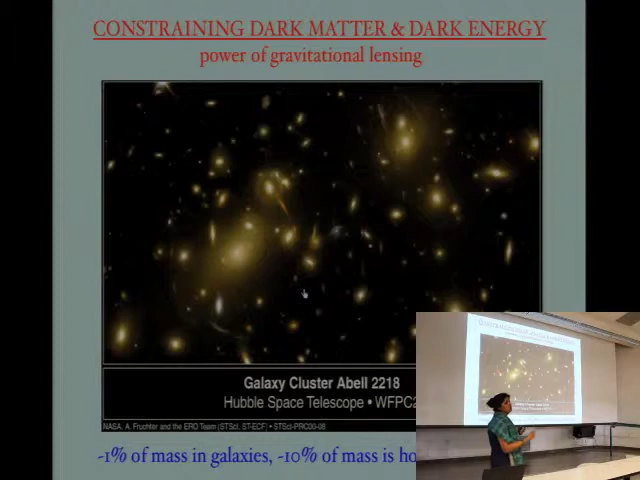 CONSTRAINING DARK MATTER & DARK ENERGY
power of gravitational lensing
Galaxy Cluster Abell 2218
Hubble Space Telescope • WFPC2
NASA, A. Fruchter and the ERO Team (STScI, ST-ECF) • STScI-PRC00-08
~1% of mass in galaxies, ~10% of mass is